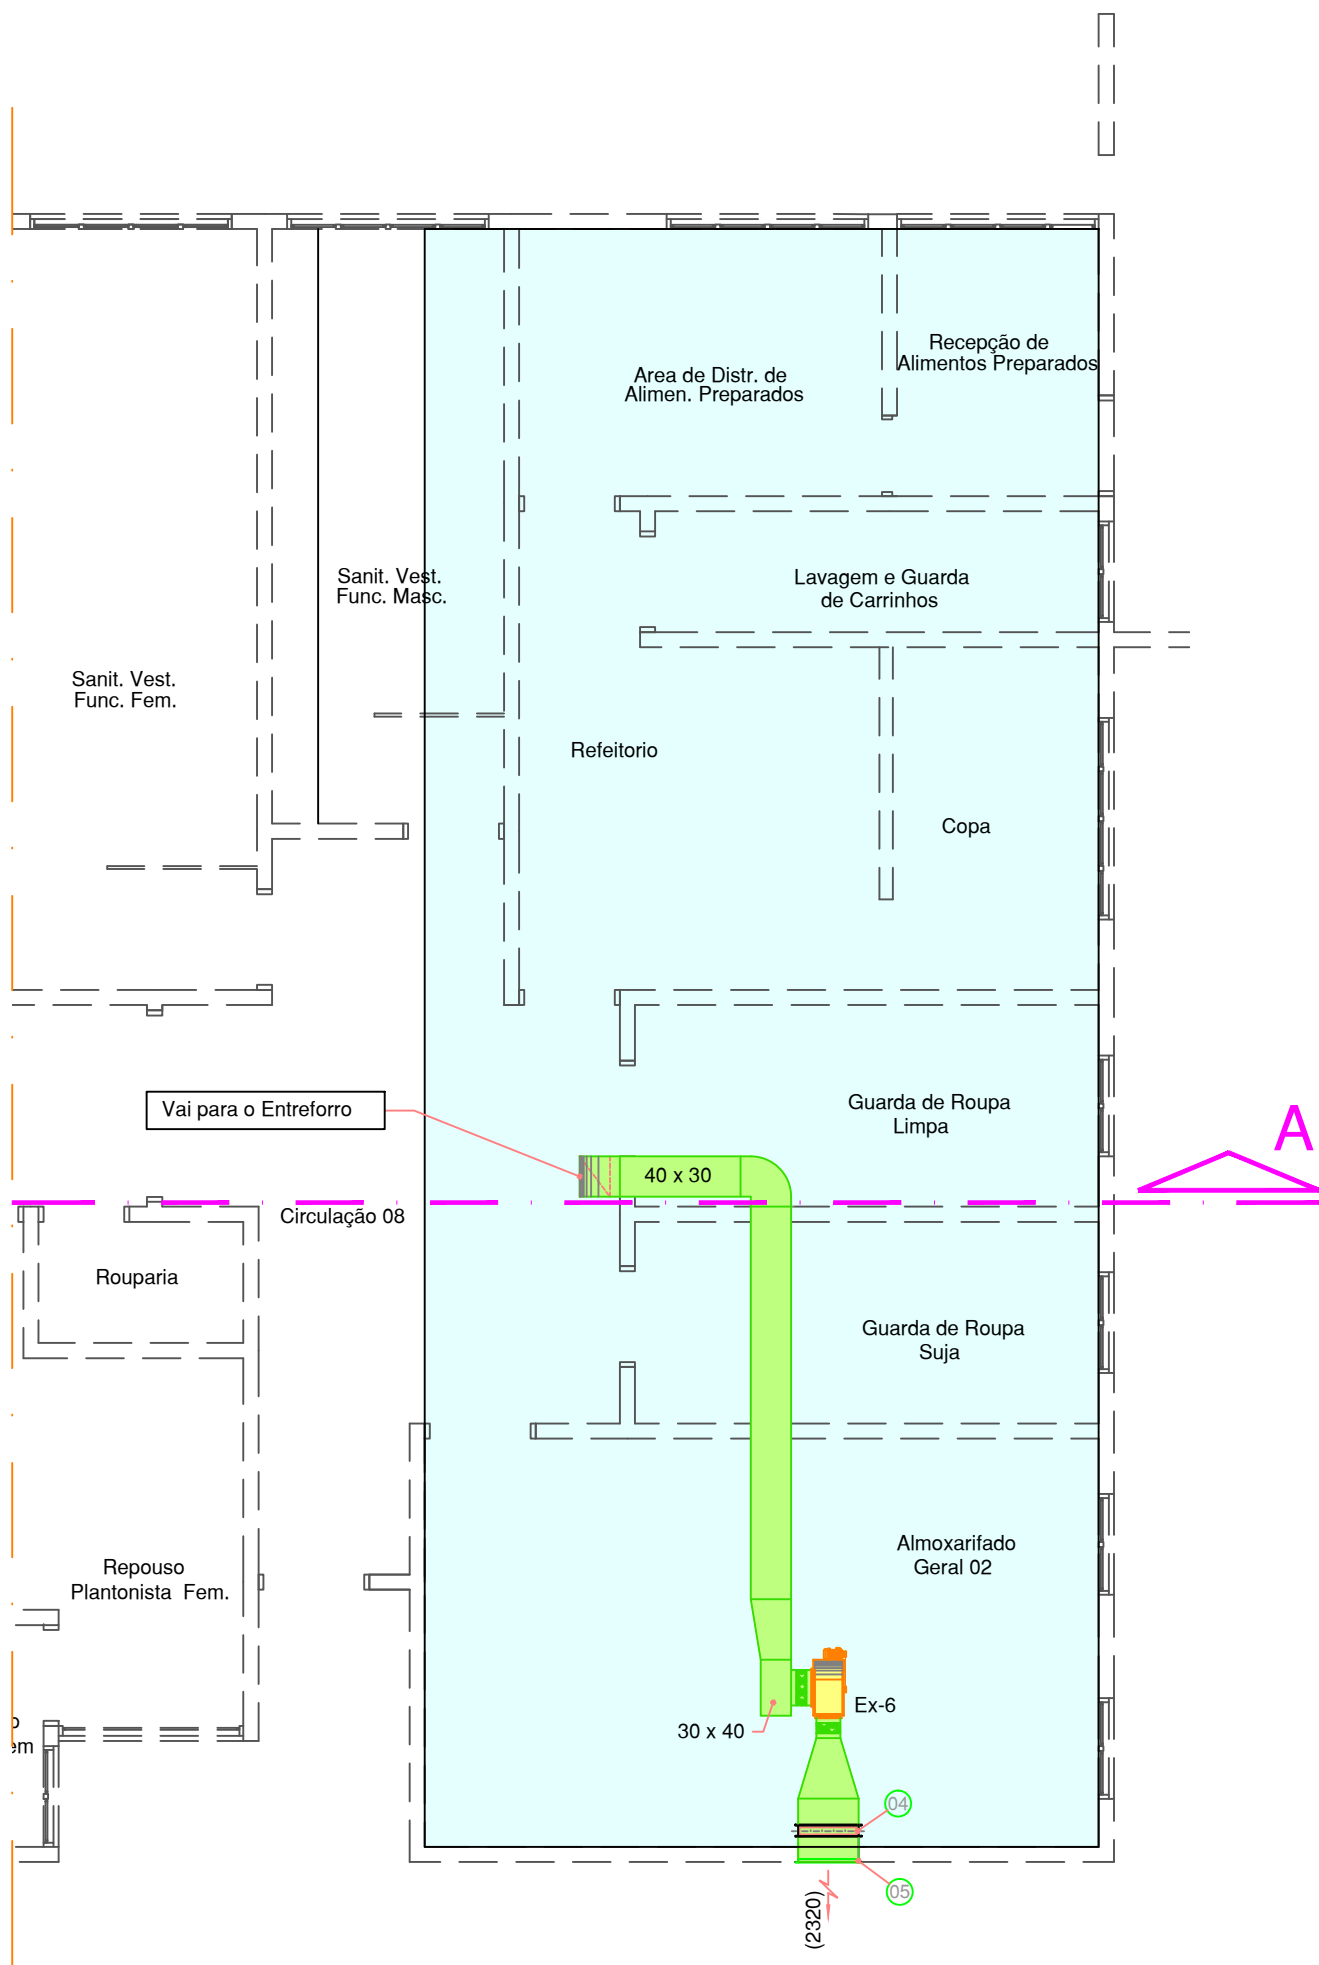 Recepção de
Alimentos Preparados
Area de Distr. de
Alimen. Preparados
Sanit. Vest.
Func. Masc.
Lavagem e Guarda
de Carrinhos
Sanit. Vest.
Func. Fem.
Refeitorio
Copa
Vai para o Entreforro
Guarda de Roupa
Limpa
A
40 x 30
Circulação 08
Rouparia
Guarda de Roupa
Suja
Almoxarifado
Geral 02
Repouso
Plantonista Fem.
Ex-6
30 x 40
04
05
(2320)